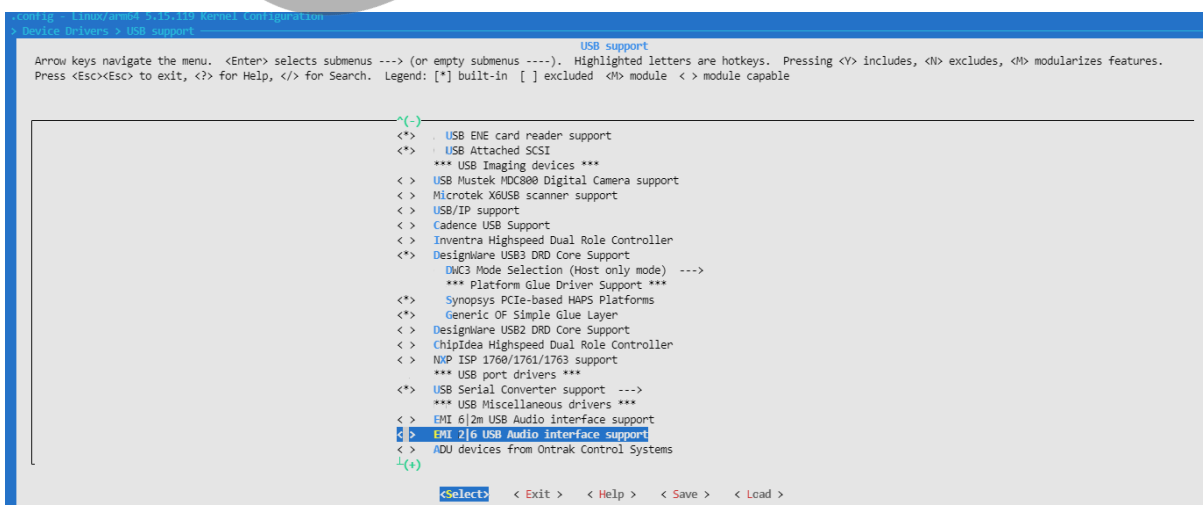 .config - Linux/arm64 5.15.119 Kernel Configuration
> Device Drivers > USB support
USB support
Arrow keys navigate the menu. <Enter> selects submenus ---> (or empty submenus ----). Highlighted letters are hotkeys. Pressing <Y> includes, <N> excludes, <M> modularizes features.
Press <Esc><Esc> to exit, <?> for Help, </> for Search. Legend: [*] built-in [ ] excluded <M> module < > module capable
^(-)
<*> USB ENE card reader support
<*> USB Attached SCSI
*** USB Imaging devices ***
< > USB Mustek MDC800 Digital Camera support
< > Microtek X6USB scanner support
< > USB/IP support
< > Cadence USB Support
< > Inventra Highspeed Dual Role Controller
<*> DesignWare USB3 DRD Core Support
DWC3 Mode Selection (Host only mode) --->
*** Platform Glue Driver Support ***
<*> Synopsys PCIe-based HAPS Platforms
<*> Generic OF Simple Glue Layer
< > DesignWare USB2 DRD Core Support
< > ChipIdea Highspeed Dual Role Controller
< > NXP ISP 1760/1761/1763 support
*** USB port drivers ***
<*> USB Serial Converter support --->
*** USB Miscellaneous drivers ***
< > EMI 6|2m USB Audio interface support
< > EMI 2|6 USB Audio interface support
< > ADU devices from Ontrak Control Systems
┴(+)
<Select> < Exit > < Help > < Save > < Load >